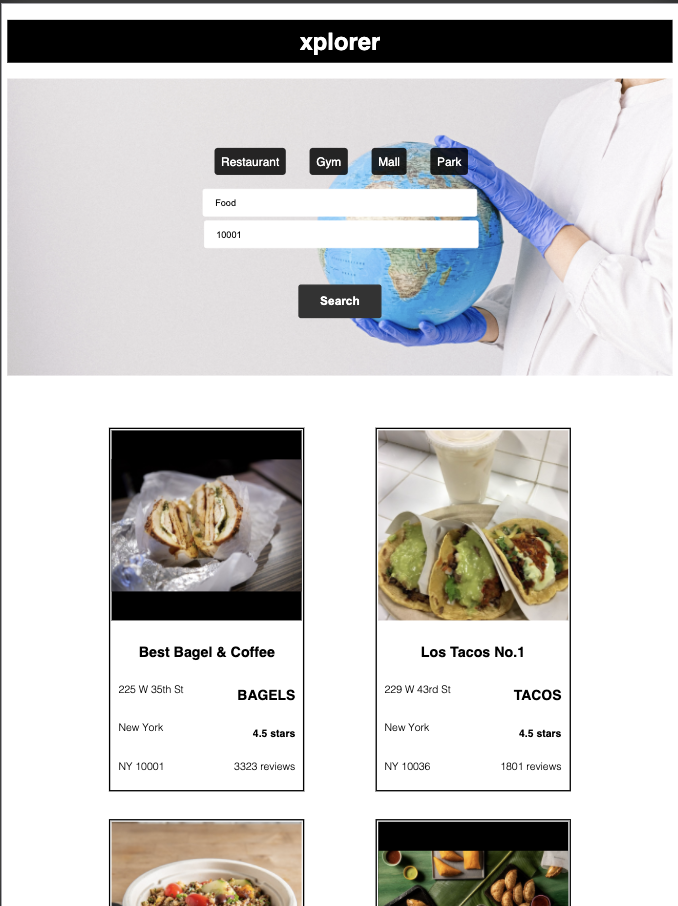 xplorer
Restaurant Gym Mall Park
Food
10001
Search
Best Bagel & Coffee
225 W 35th St BAGELS
New York 4.5 stars
NY 10001 3323 reviews
Los Tacos No.1
229 W 43rd St TACOS
New York 4.5 stars
NY 10036 1801 reviews